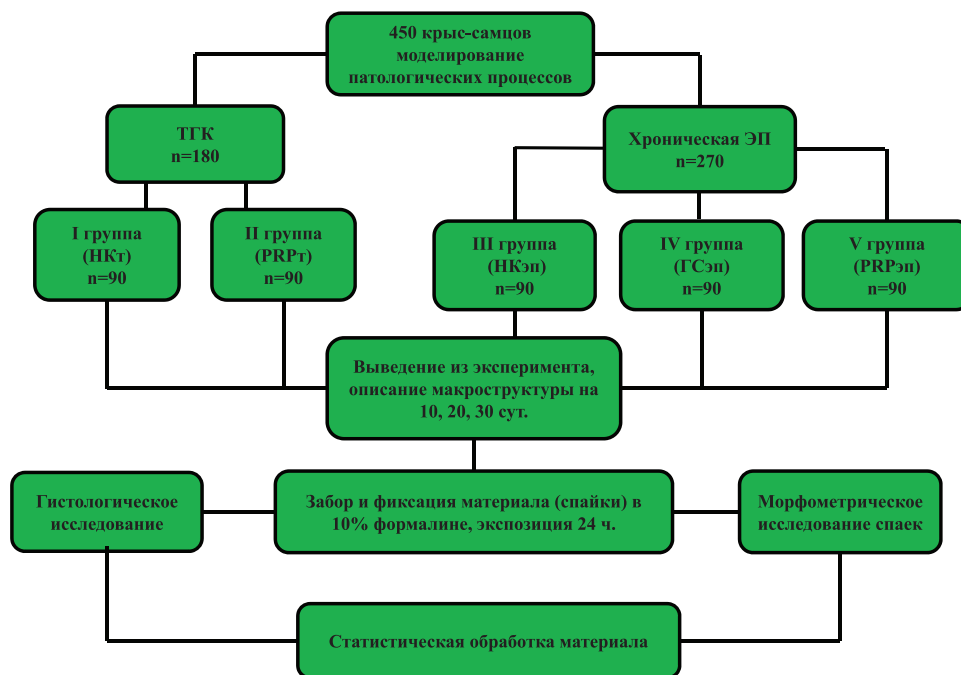 450 крыс-самцов
моделирование
патологических процессов
ТГК
n=180
Хроническая ЭП
n=270
I группа
(НКт)
n=90
II группа
(PRPт)
n=90
III группа
(НКэп)
n=90
IV группа
(ГСэп)
n=90
V группа
(PRPэп)
n=90
Выведение из эксперимента,
описание макроструктуры на
10, 20, 30 сут.
Гистологическое
исследование
Забор и фиксация материала (спайки) в
10% формалине, экспозиция 24 ч.
Морфометрическое
исследование спаек
Статистическая обработка материала